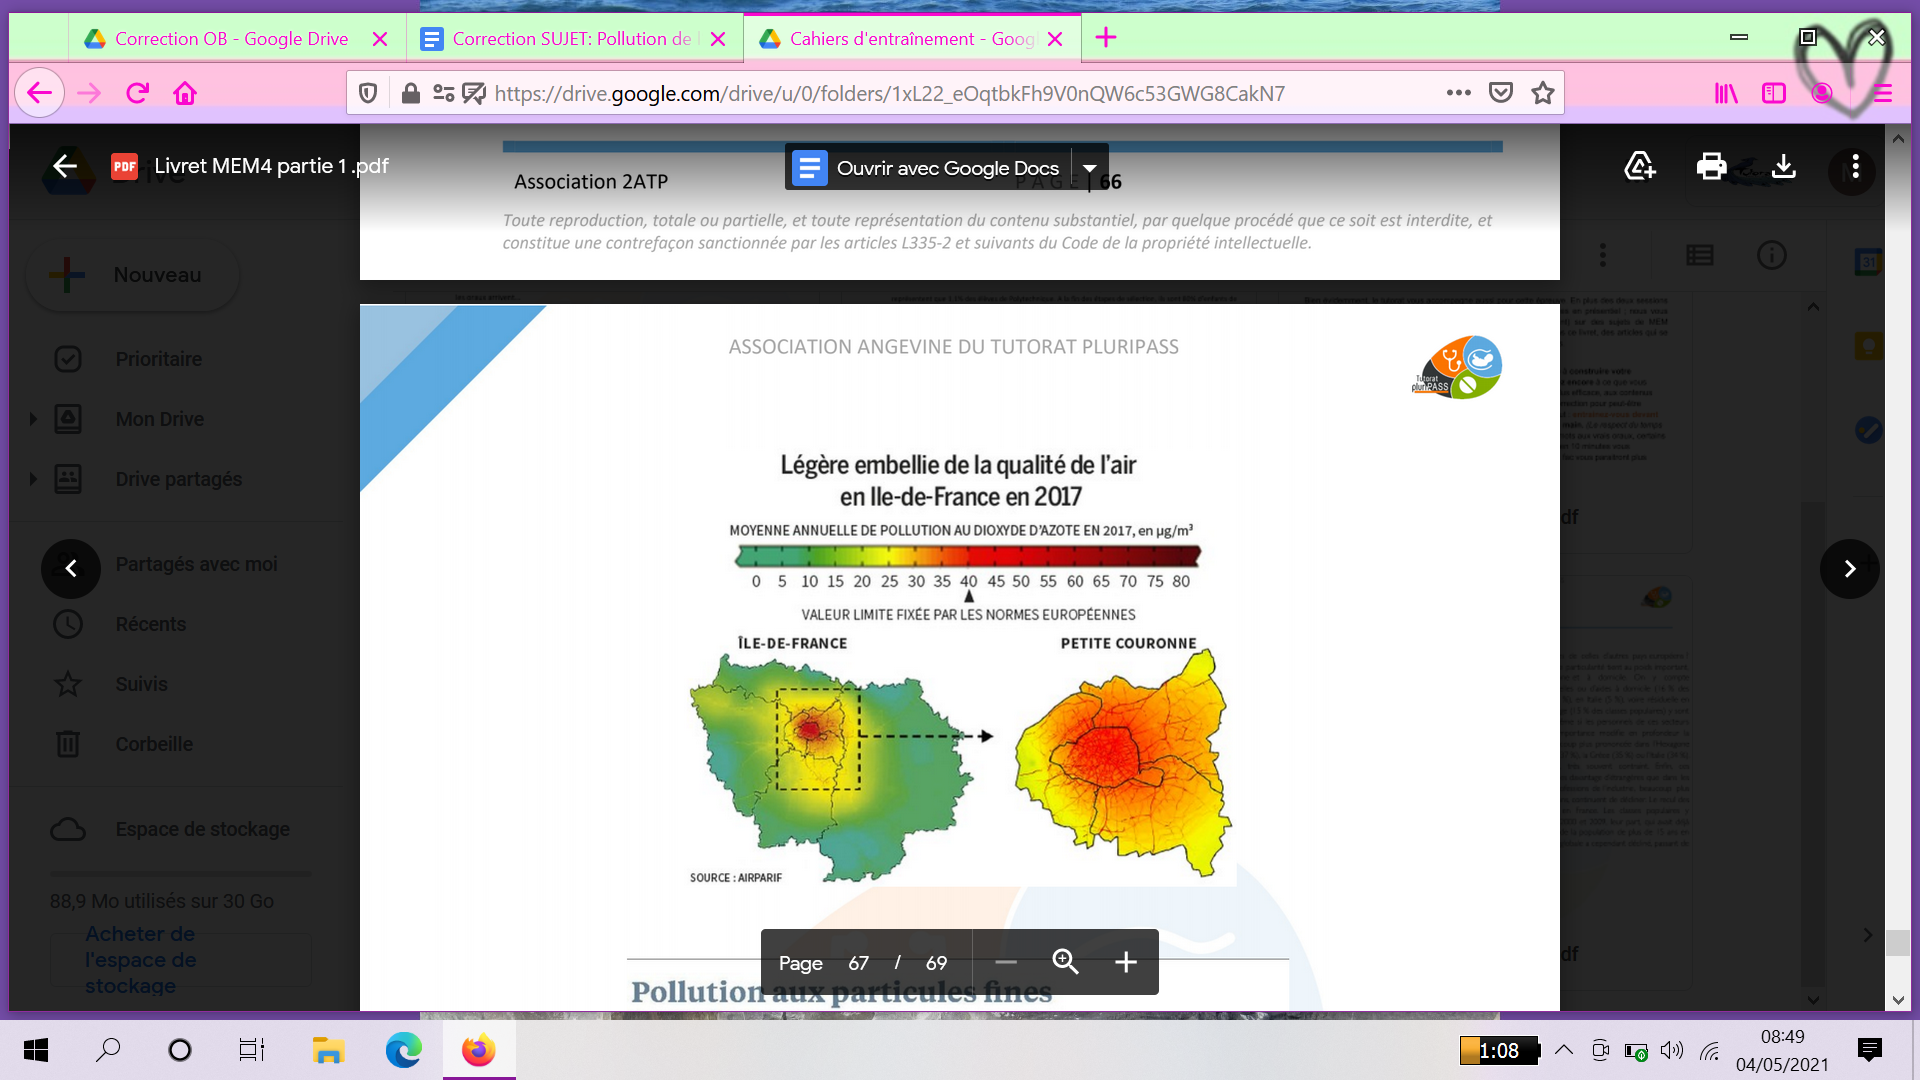 Correction OB - Google Drive
Correction SUJET: Pollution de
Cahiers d'entraînement - Goog
https://drive.google.com/drive/u/0/folders/1xL22_eOqtbkFh9V0nQW6c53GWG8CakN7
PDF Livret MEM4 partie 1 .pdf
Ouvrir avec Google Docs
Association 2ATP
PAGE | 66
Toute reproduction, totale ou partielle, et toute représentation du contenu substantiel, par quelque procédé que ce soit est interdite, et
constitue une contrefaçon sanctionnée par les articles L335-2 et suivants du Code de la propriété intellectuelle.
Nouveau
Prioritaire
Mon Drive
Drive partagés
Partagés avec moi
Récents
Suivis
Corbeille
Espace de stockage
88,9 Mo utilisés sur 30 Go
Acheter de
l'espace de
stockage
ASSOCIATION ANGEVINE DU TUTORAT PLURIPASS
Tutorat
pluriPASS
Légère embellie de la qualité de l'air
en Ile-de-France en 2017
MOYENNE ANNUELLE DE POLLUTION AU DIOXYDE D'AZOTE EN 2017, en µg/m³
0 5 10 15 20 25 30 35 40 45 50 55 60 65 70 75 80
VALEUR LIMITE FIXÉE PAR LES NORMES EUROPÉENNES
ÎLE-DE-FRANCE
PETITE COURONNE
SOURCE : AIRPARIF
Page 67 / 69
Pollution aux particules fines
31
df
df
1:08
08:49
04/05/2021